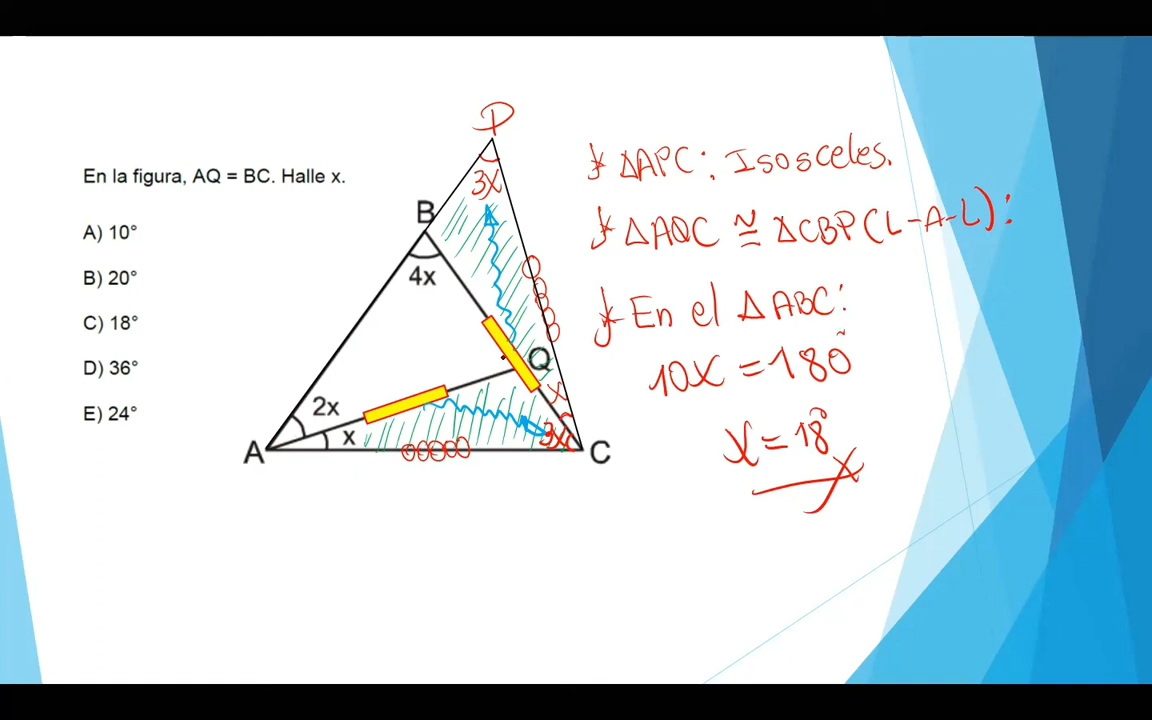 En la figura, AQ = BC. Halle x.
A) 10°
B) 20°
C) 18°
D) 36°
E) 24°
P
3x
B
4x
Q
x
2x
x
3x
A
C
* ΔAPC: Isosceles.
* ΔAQC ≅ ΔCBP (L-A-L):
* En el ΔABC:
10x = 180°
x = 18°